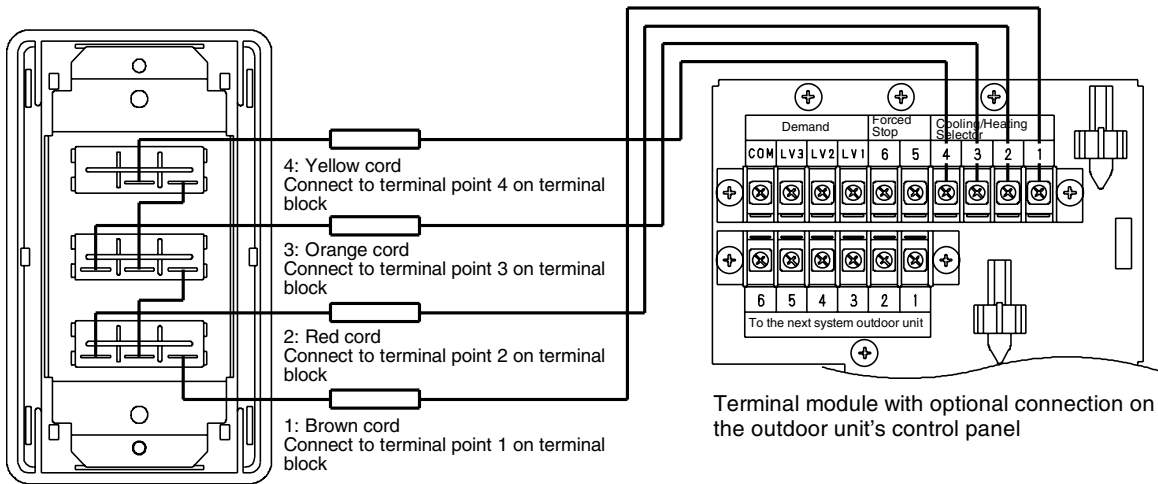 4: Yellow cord
Connect to terminal point 4 on terminal
block
3: Orange cord
Connect to terminal point 3 on terminal
block
2: Red cord
Connect to terminal point 2 on terminal
block
1: Brown cord
Connect to terminal point 1 on terminal
block
Demand
Forced
Stop
Cooling/Heating
Selector
COM LV3 LV2 LV1 6 5 4 3 2 1
6 5 4 3 2 1
To the next system outdoor unit
Terminal module with optional connection on
the outdoor unit's control panel